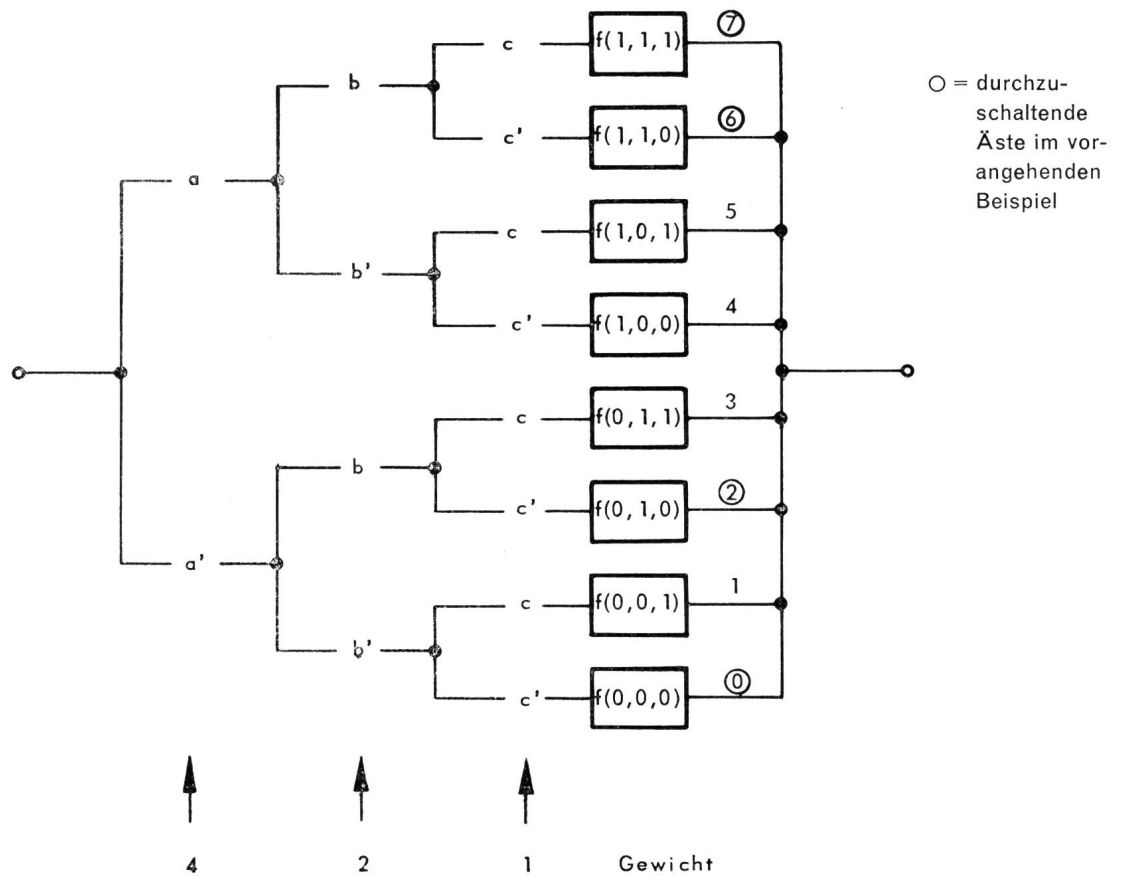 c f(1,1,1) ⑦
b
c' f(1,1,0) ⑥
a
c f(1,0,1) 5
b'
c' f(1,0,0) 4
c f(0,1,1) 3
b
c' f(0,1,0) ②
a'
c f(0,0,1) 1
b'
c' f(0,0,0) ⓪
4 2 1 Gewicht
○ = durchzu-
schaltende
Äste im vor-
angehenden
Beispiel